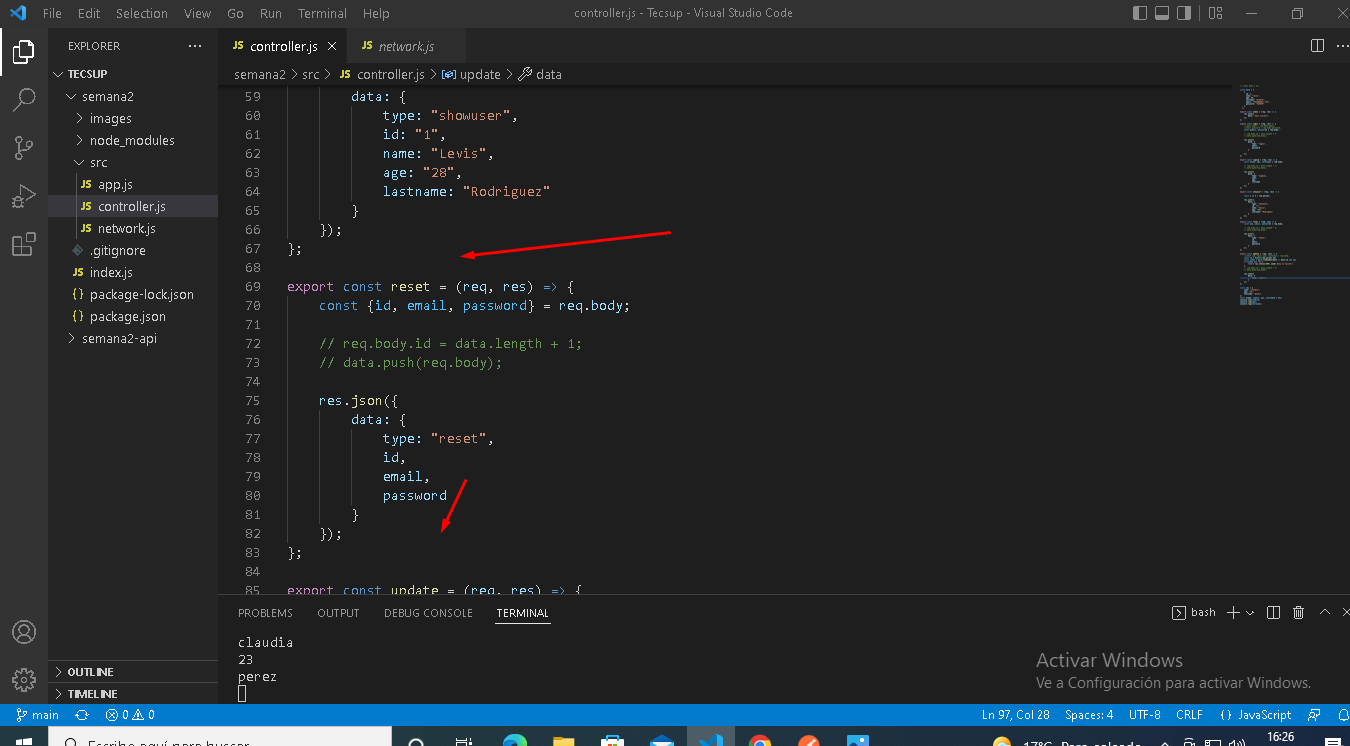 File Edit Selection View Go Run Terminal Help controller.js - Tecsup - Visual Studio Code
EXPLORER
JS controller.js
JS network.js
semana2 > src > JS controller.js > update > data
TECSUP
semana2
images
node_modules
src
JS app.js
JS controller.js
JS network.js
.gitignore
JS index.js
{} package-lock.json
{} package.json
semana2-api
OUTLINE
TIMELINE
59 data: {
60 type: "showuser",
61 id: "1",
62 name: "Levis",
63 age: "28",
64 lastname: "Rodriguez"
65 }
66 });
67 };
68
69 export const reset = (req, res) => {
70 const {id, email, password} = req.body;
71
72 // req.body.id = data.length + 1;
73 // data.push(req.body);
74
75 res.json({
76 data: {
77 type: "reset",
78 id,
79 email,
80 password
81 }
82 });
83 };
84
85 export const update = (req, res) => {
PROBLEMS OUTPUT DEBUG CONSOLE TERMINAL
bash
claudia
23
perez
Activar Windows
Ve a Configuración para activar Windows.
main 0 0 Ln 97, Col 28 Spaces: 4 UTF-8 CRLF {} JavaScript
Escribe aquí para buscar
17°C Parc. soleado
16:26